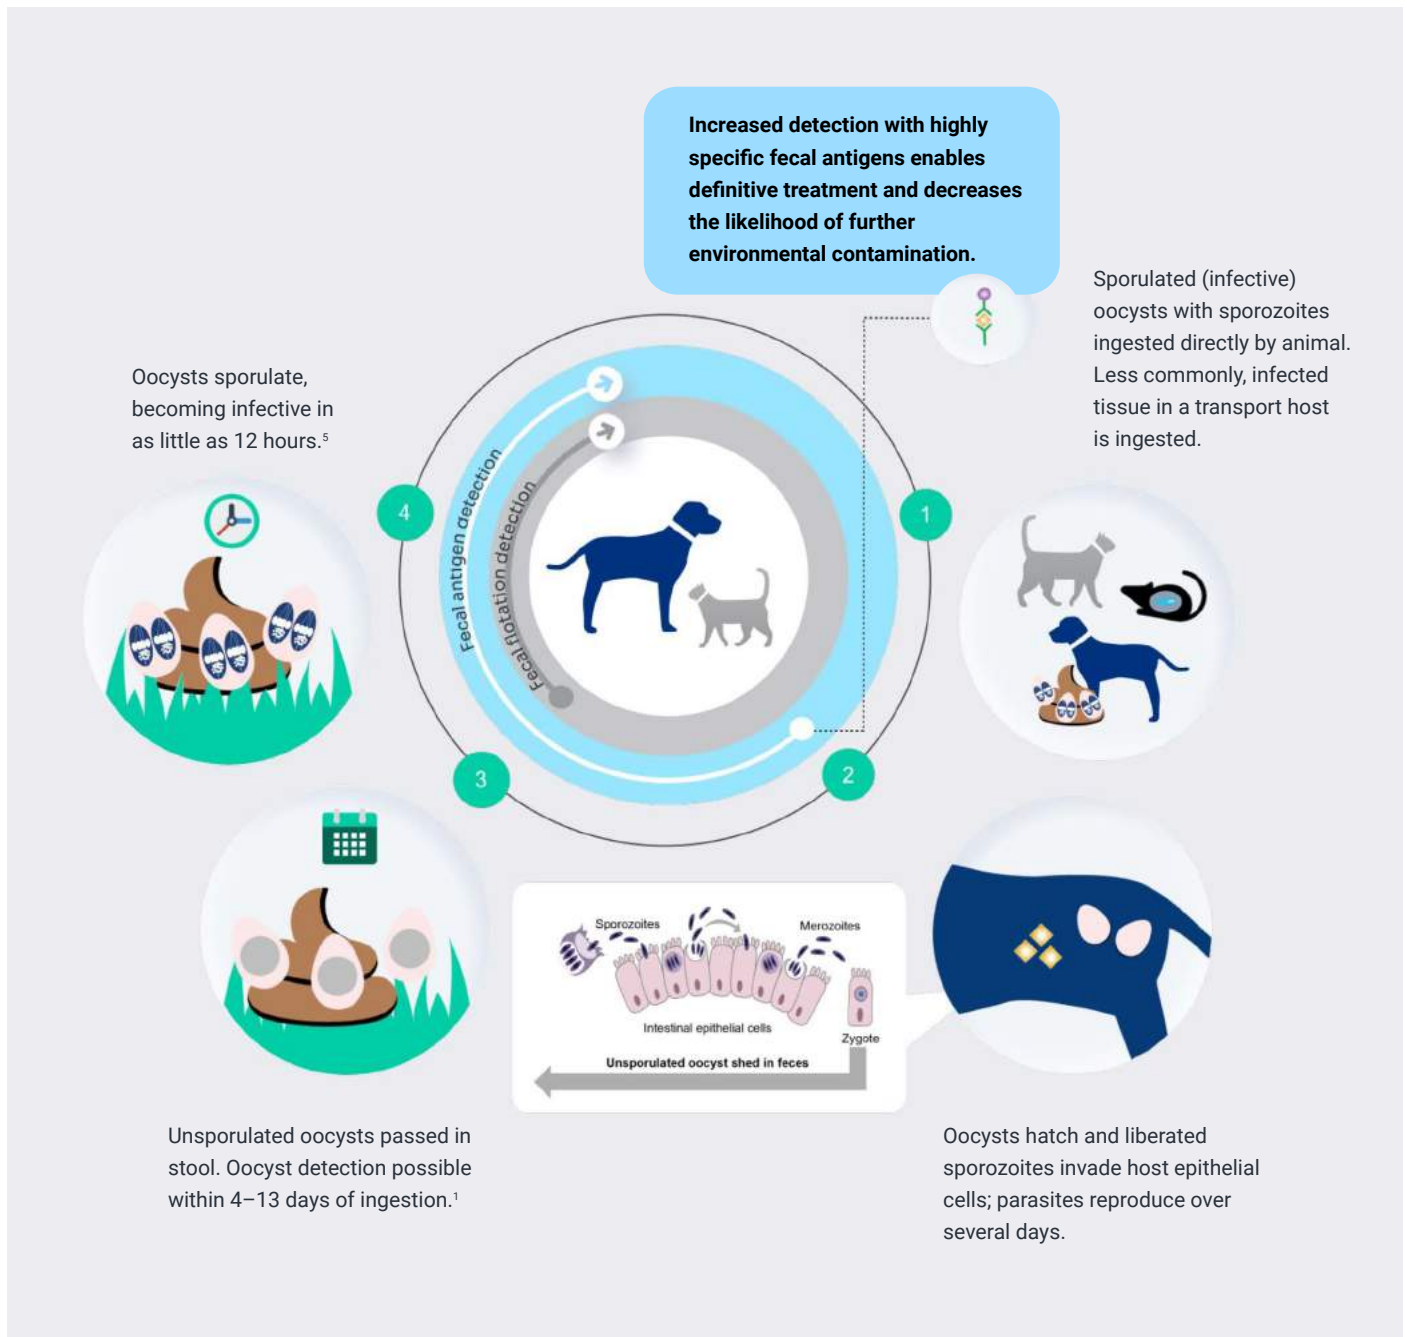 Increased detection with highly
specific fecal antigens enables
definitive treatment and decreases
the likelihood of further
environmental contamination.
Sporulated (infective)
oocysts with sporozoites
ingested directly by animal.
Less commonly, infected
tissue in a transport host
is ingested.
Oocysts sporulate,
becoming infective in
as little as 12 hours.⁵
Fecal antigen detection
Fecal flotation detection
4
1
3
2
Sporozoites
Merozoites
Intestinal epithelial cells
Zygote
Unsporulated oocyst shed in feces
Unsporulated oocysts passed in
stool. Oocyst detection possible
within 4–13 days of ingestion.¹
Oocysts hatch and liberated
sporozoites invade host epithelial
cells; parasites reproduce over
several days.